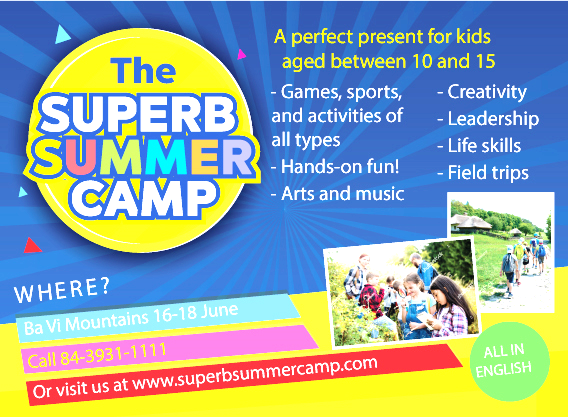 The
SUPERB
SUMMER
CAMP
A perfect present for kids
aged between 10 and 15
- Games, sports,
and activities of
all types
- Hands-on fun!
- Arts and music
- Creativity
- Leadership
- Life skills
- Field trips
WHERE?
Ba Vi Mountains 16-18 June
Call 84-3931-1111
Or visit us at www.superbsummercamp.com
ALL IN
ENGLISH